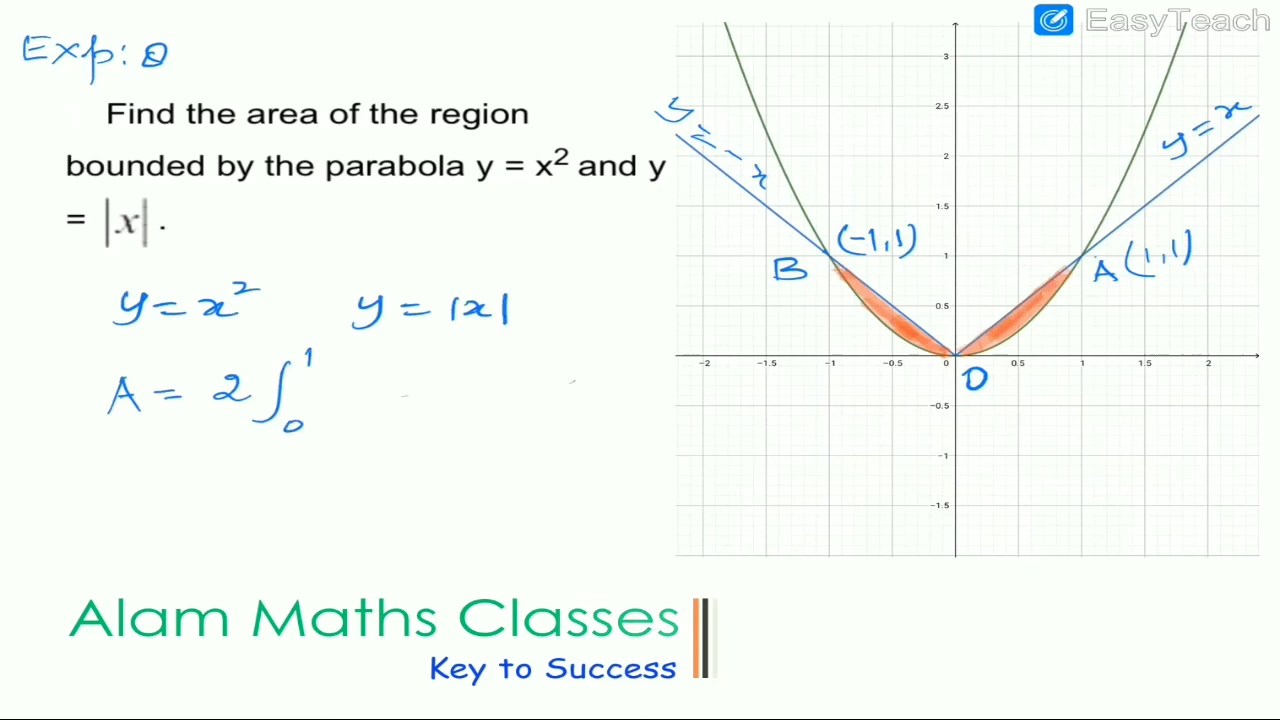 EasyTeach
Exp:
Find the area of the region
bounded by the parabola y = x² and y
= |x| .
y = x² y = |x|
A = 2 ∫₀¹
y = - x
y = x
(-1,1)
B
A (1,1)
O
3
2.5
2
1.5
1
0.5
-2 -1.5 -1 -0.5 0 0.5 1 1.5 2
-0.5
-1
-1.5
Alam Maths Classes
Key to Success